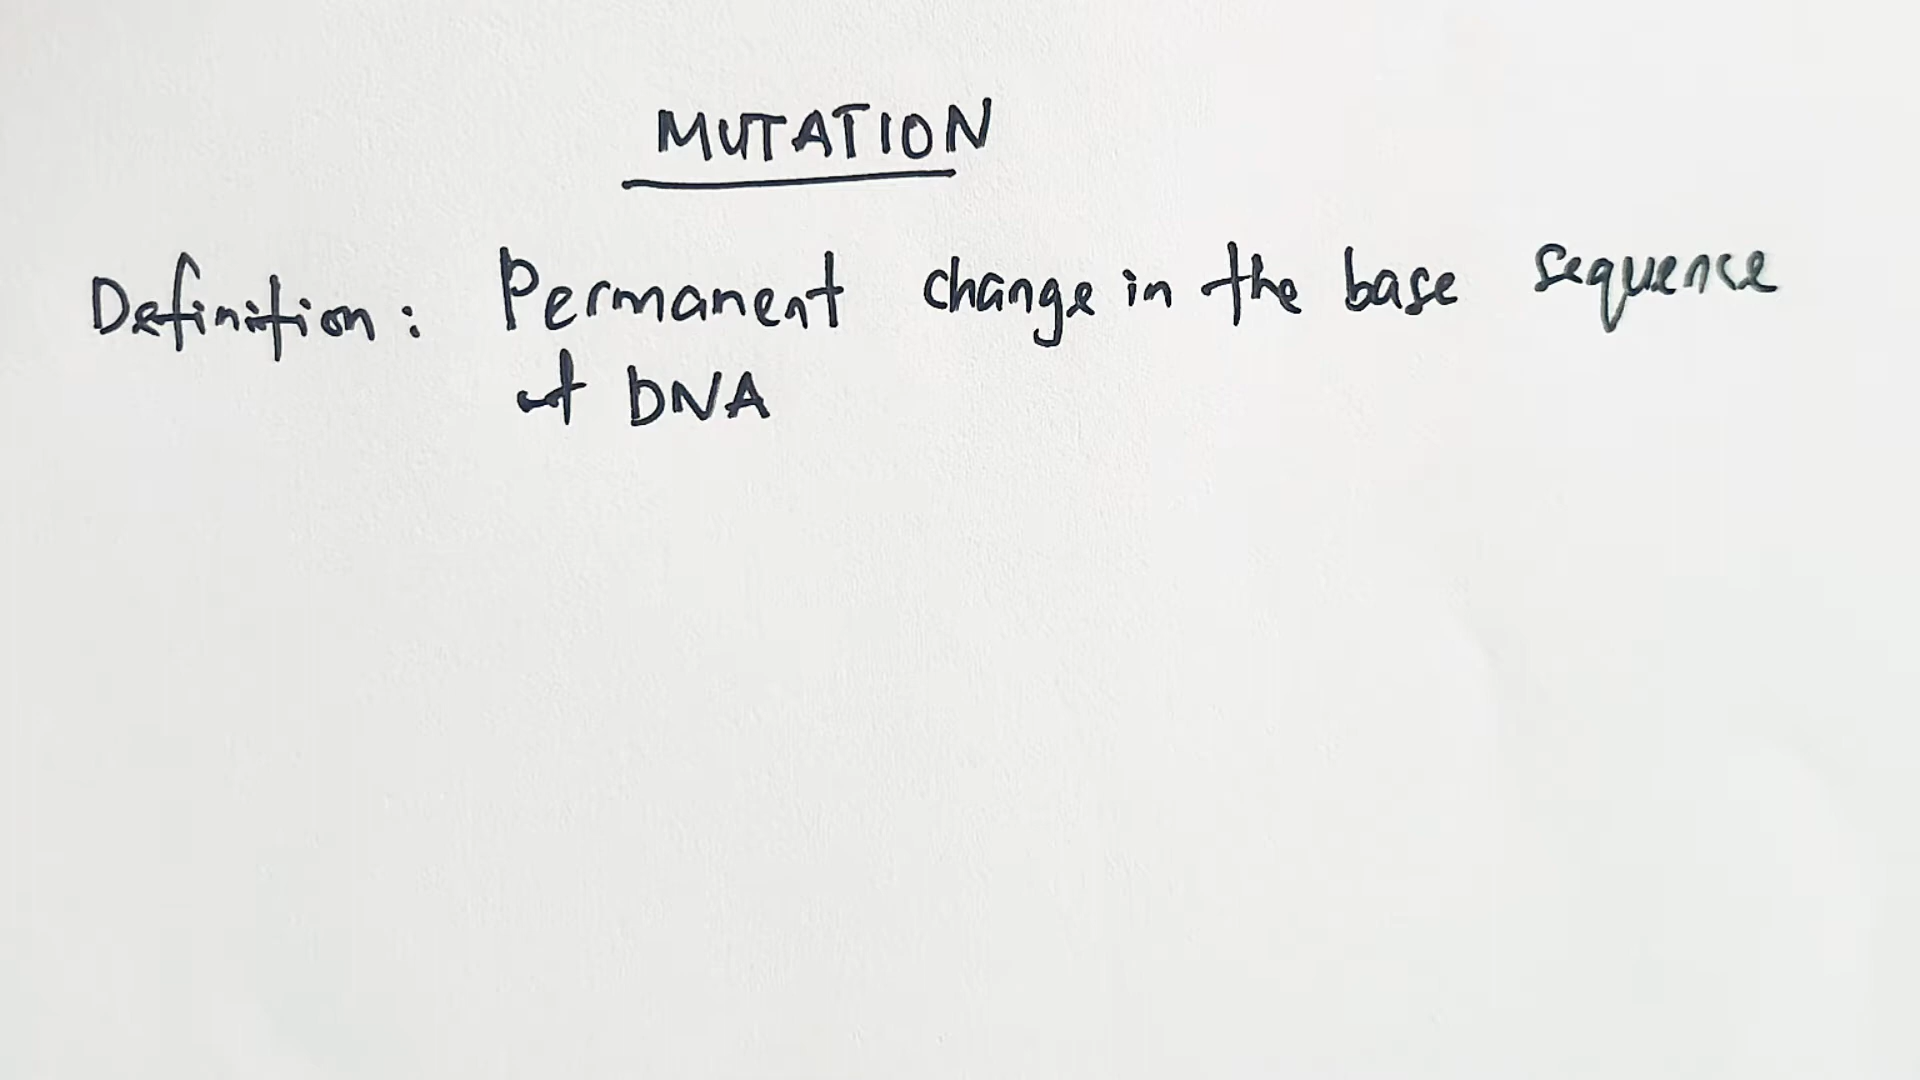 MUTATION
Definition: Permanent change in the base sequence
of DNA